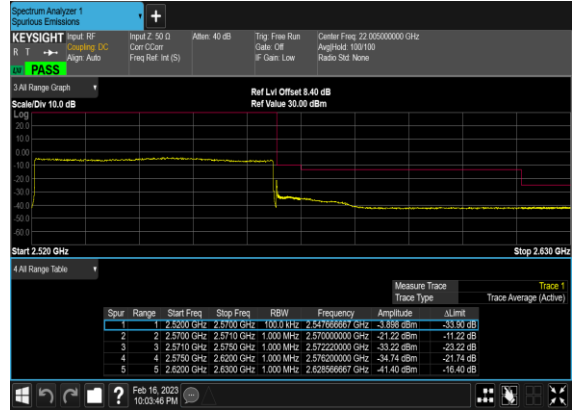 Spectrum Analyzer 1
Spurious Emissions
+
KEYSIGHT Input: RF Input Z: 50 Ω Atten: 40 dB Trig: Free Run Center Freq: 22.005000000 GHz
R T Coupling: DC Corr CCorr Gate: Off Avg|Hold: 100/100
Align: Auto Freq Ref: Int (S) IF Gain: Low Radio Std: None
PASS
3 All Range Graph
Ref Lvl Offset 8.40 dB
Scale/Div 10.0 dB Ref Value 30.00 dBm
Log
20.0
10.0
0.00
-10.0
-20.0
-30.0
-40.0
-50.0
-60.0
Start 2.520 GHz Stop 2.630 GHz
4 All Range Table
Measure Trace Trace 1
Trace Type Trace Average (Active)
Spur Range Start Freq Stop Freq RBW Frequency Amplitude ΔLimit
1 1 2.5200 GHz 2.5700 GHz 100.0 kHz 2.547666667 GHz -3.898 dBm -33.90 dB
2 2 2.5700 GHz 2.5710 GHz 1.000 MHz 2.570000000 GHz -21.22 dBm -11.22 dB
3 3 2.5710 GHz 2.5750 GHz 1.000 MHz 2.572220000 GHz -33.22 dBm -23.22 dB
4 4 2.5750 GHz 2.6200 GHz 1.000 MHz 2.576200000 GHz -34.74 dBm -21.74 dB
5 5 2.6200 GHz 2.6300 GHz 1.000 MHz 2.628566667 GHz -41.40 dBm -16.40 dB
? Feb 16, 2023
10:03:46 PM